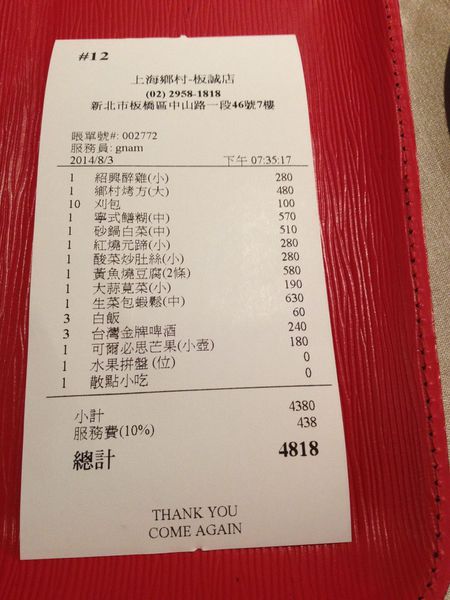 #12
上海鄉村-板誠店
(02) 2958-1818
新北市板橋區中山路一段46號7樓
賬單號#: 002772
服務員: gnam
2014/8/3 下午 07:35:17
1 紹興醉雞(小) 280
1 鄉村烤方(大) 480
10 刈包 100
1 寧式鱔糊(中) 570
1 砂鍋白菜(中) 510
1 紅燒元蹄(小) 280
1 酸菜炒肚絲(小) 280
1 黃魚燒豆腐(2條) 580
1 大蒜莧菜(小) 190
1 生菜包蝦鬆(中) 630
3 白飯 60
3 台灣金牌啤酒 240
1 可爾必思芒果(小壺) 180
1 水果拼盤 (位) 0
1 散點小吃 0
小計 4380
服務費(10%) 438
總計 4818
THANK YOU
COME AGAIN